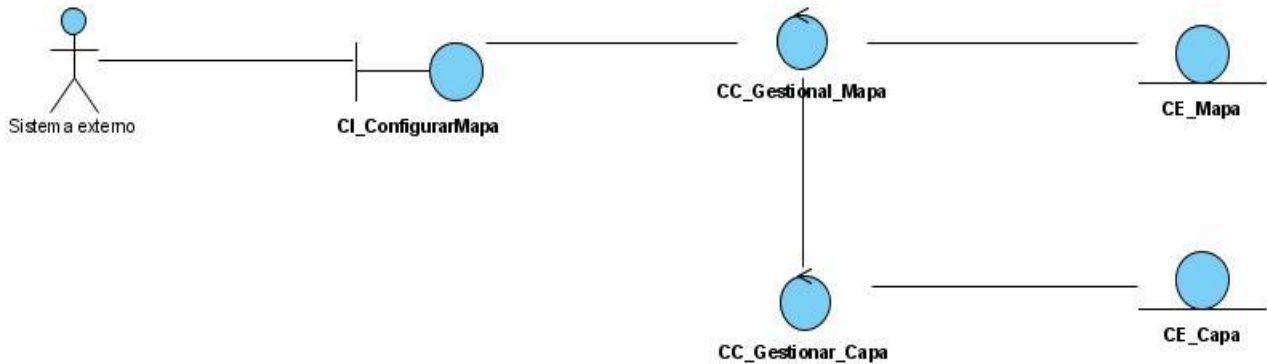 Sistema externo
CI_ConfigurarMapa
CC_Gestional_Mapa
CE_Mapa
CC_Gestionar_Capa
CE_Capa